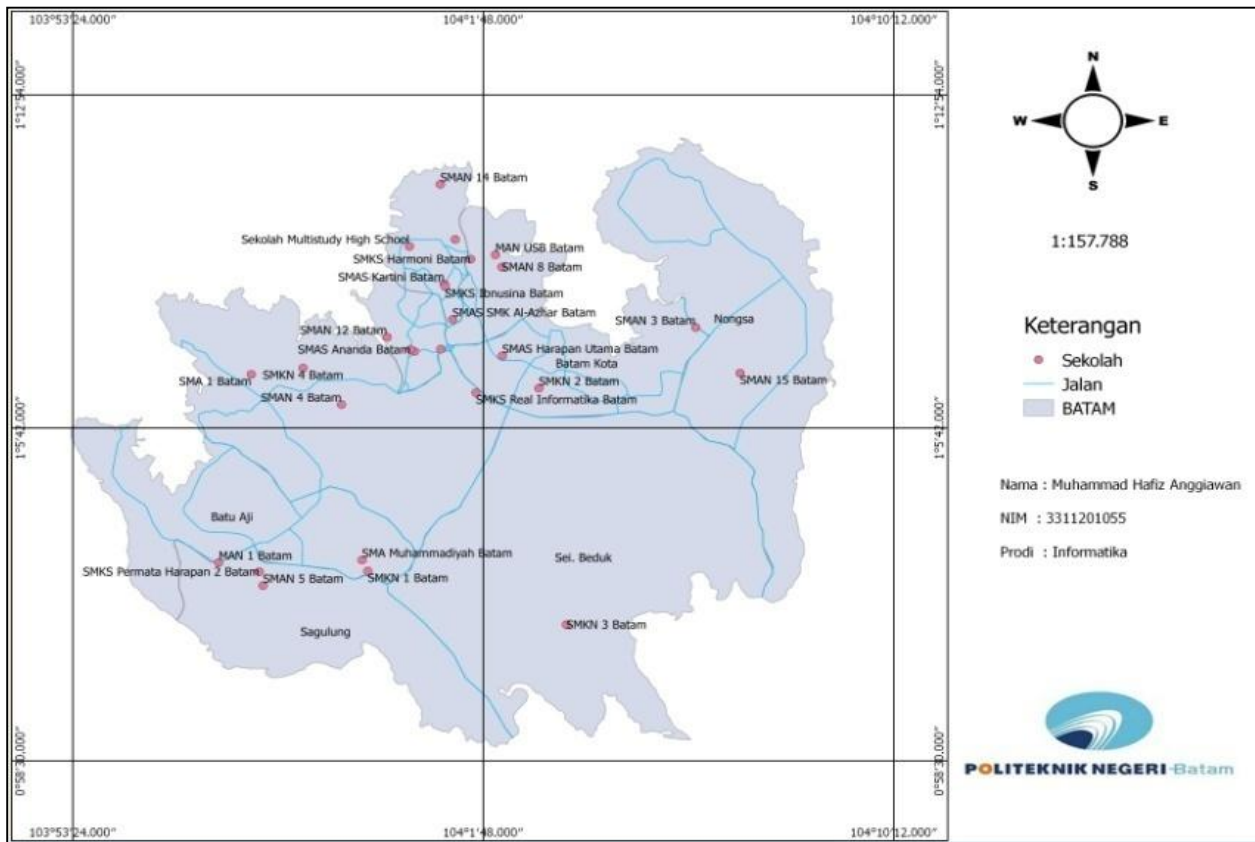 103°53'24.000"
104°1'48.000"
104°10'12.000"
1°12'54.000"
1°12'54.000"
SMAN 14 Batam
Sekolah Multistudy High School
MAN USB Batam
SMKS Harmoni Batam
SMAN 8 Batam
SMAS Kartini Batam
SMKS Ibnusina Batam
SMAS SMK Al-Azhar Batam
SMAN 3 Batam
Nongsa
SMAN 12 Batam
SMAS Ananda Batam
SMAS Harapan Utama Batam
Batam Kota
SMKN 4 Batam
SMA 1 Batam
SMKN 2 Batam
SMAN 15 Batam
SMAN 4 Batam
SMKS Real Informatika Batam
1°5'42.000"
1°5'42.000"
Batu Aji
MAN 1 Batam
SMA Muhammadiyah Batam
Sei. Beduk
SMKS Permata Harapan 2 Batam
SMAN 5 Batam
SMKN 1 Batam
Sagulung
SMKN 3 Batam
0°58'30.000"
0°58'30.000"
103°53'24.000"
104°1'48.000"
104°10'12.000"
N
W
E
S
1:157.788
Keterangan
Sekolah
Jalan
BATAM
Nama : Muhammad Hafiz Anggiawan
NIM : 3311201055
Prodi : Informatika
POLITEKNIK NEGERI-Batam